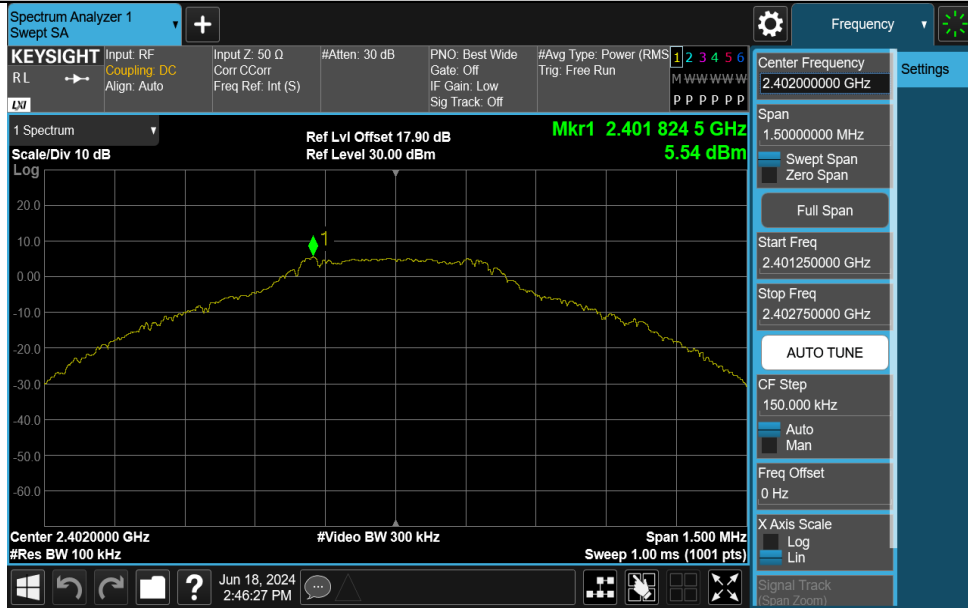 Spectrum Analyzer 1
Swept SA
+
Frequency
KEYSIGHT
RL
LXI
Input: RF
Coupling: DC
Align: Auto
Input Z: 50 Ω
Corr CCorr
Freq Ref: Int (S)
#Atten: 30 dB
PNO: Best Wide
Gate: Off
IF Gain: Low
Sig Track: Off
#Avg Type: Power (RMS
Trig: Free Run
1 2 3 4 5 6
M W W W W W
P P P P P P
1 Spectrum
Scale/Div 10 dB
Log
Ref Lvl Offset 17.90 dB
Ref Level 30.00 dBm
Mkr1 2.401 824 5 GHz
5.54 dBm
20.0
10.0
0.00
-10.0
-20.0
-30.0
-40.0
-50.0
-60.0
1
Center 2.4020000 GHz
#Res BW 100 kHz
#Video BW 300 kHz
Span 1.500 MHz
Sweep 1.00 ms (1001 pts)
Center Frequency
2.402000000 GHz
Settings
Span
1.50000000 MHz
Swept Span
Zero Span
Full Span
Start Freq
2.401250000 GHz
Stop Freq
2.402750000 GHz
AUTO TUNE
CF Step
150.000 kHz
Auto
Man
Freq Offset
0 Hz
X Axis Scale
Log
Lin
Signal Track
(Span Zoom)
?
Jun 18, 2024
2:46:27 PM